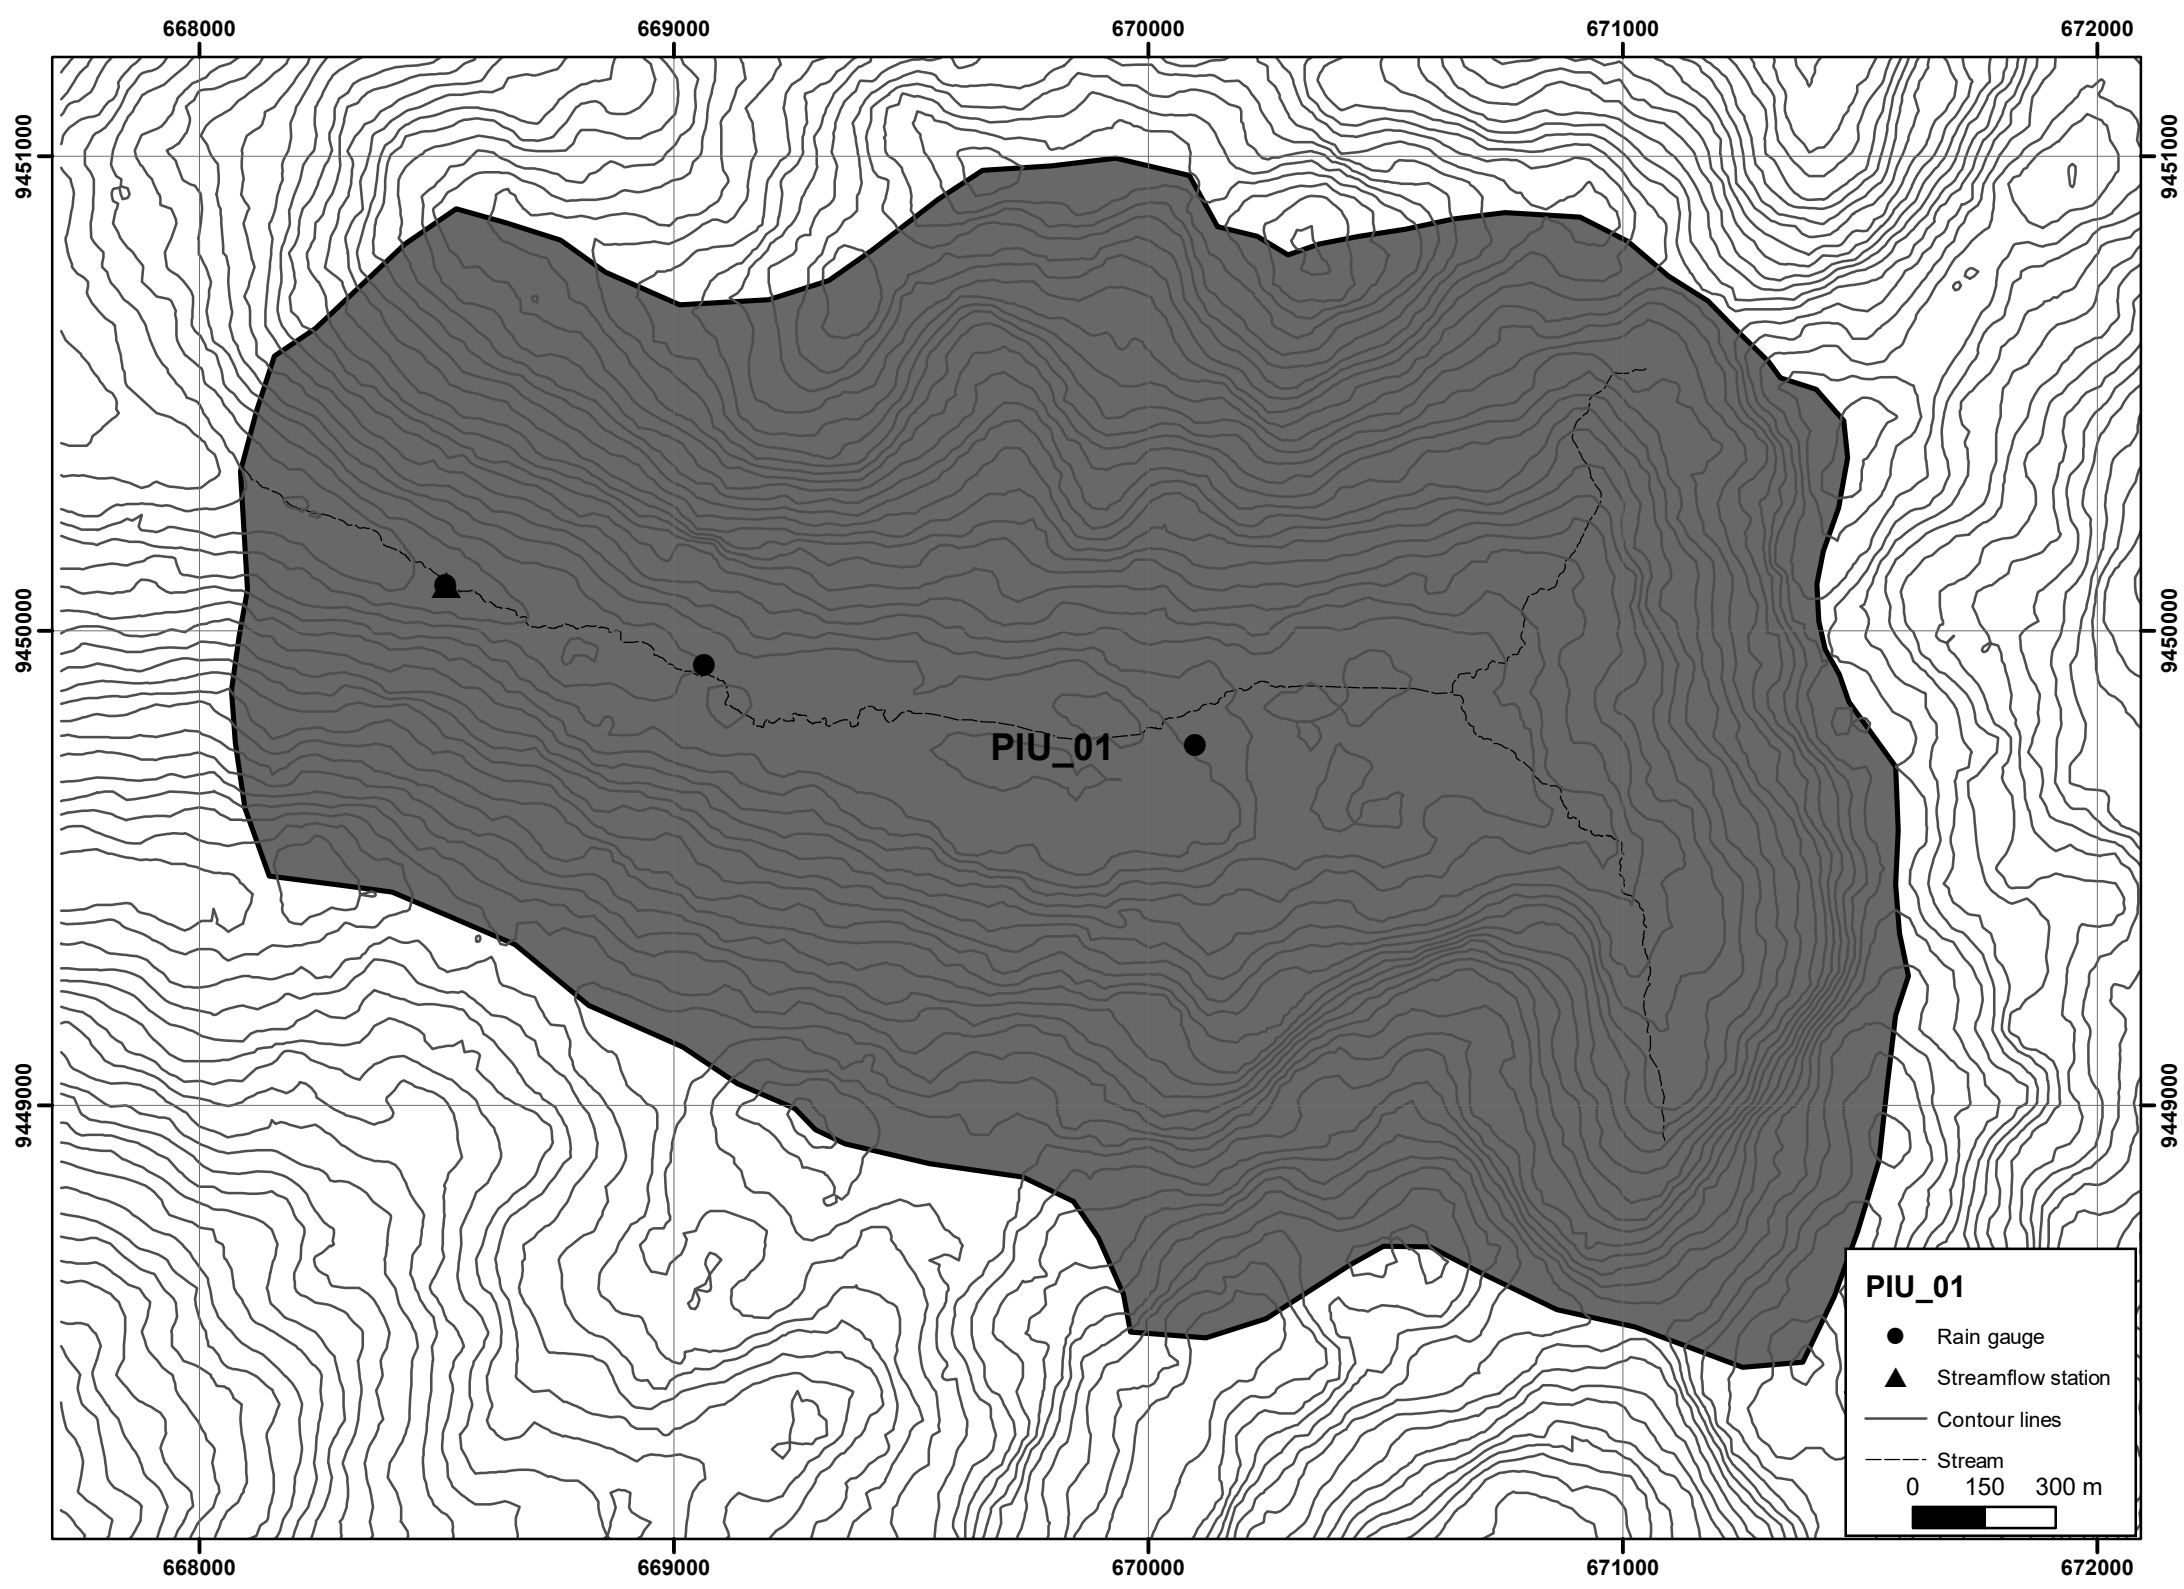 668000 669000 670000 671000 672000
9451000 9451000
9450000 9450000
PIU_01
9449000 9449000
PIU_01
Rain gauge
Streamflow station
Contour lines
Stream
0 150 300 m
668000 669000 670000 671000 672000